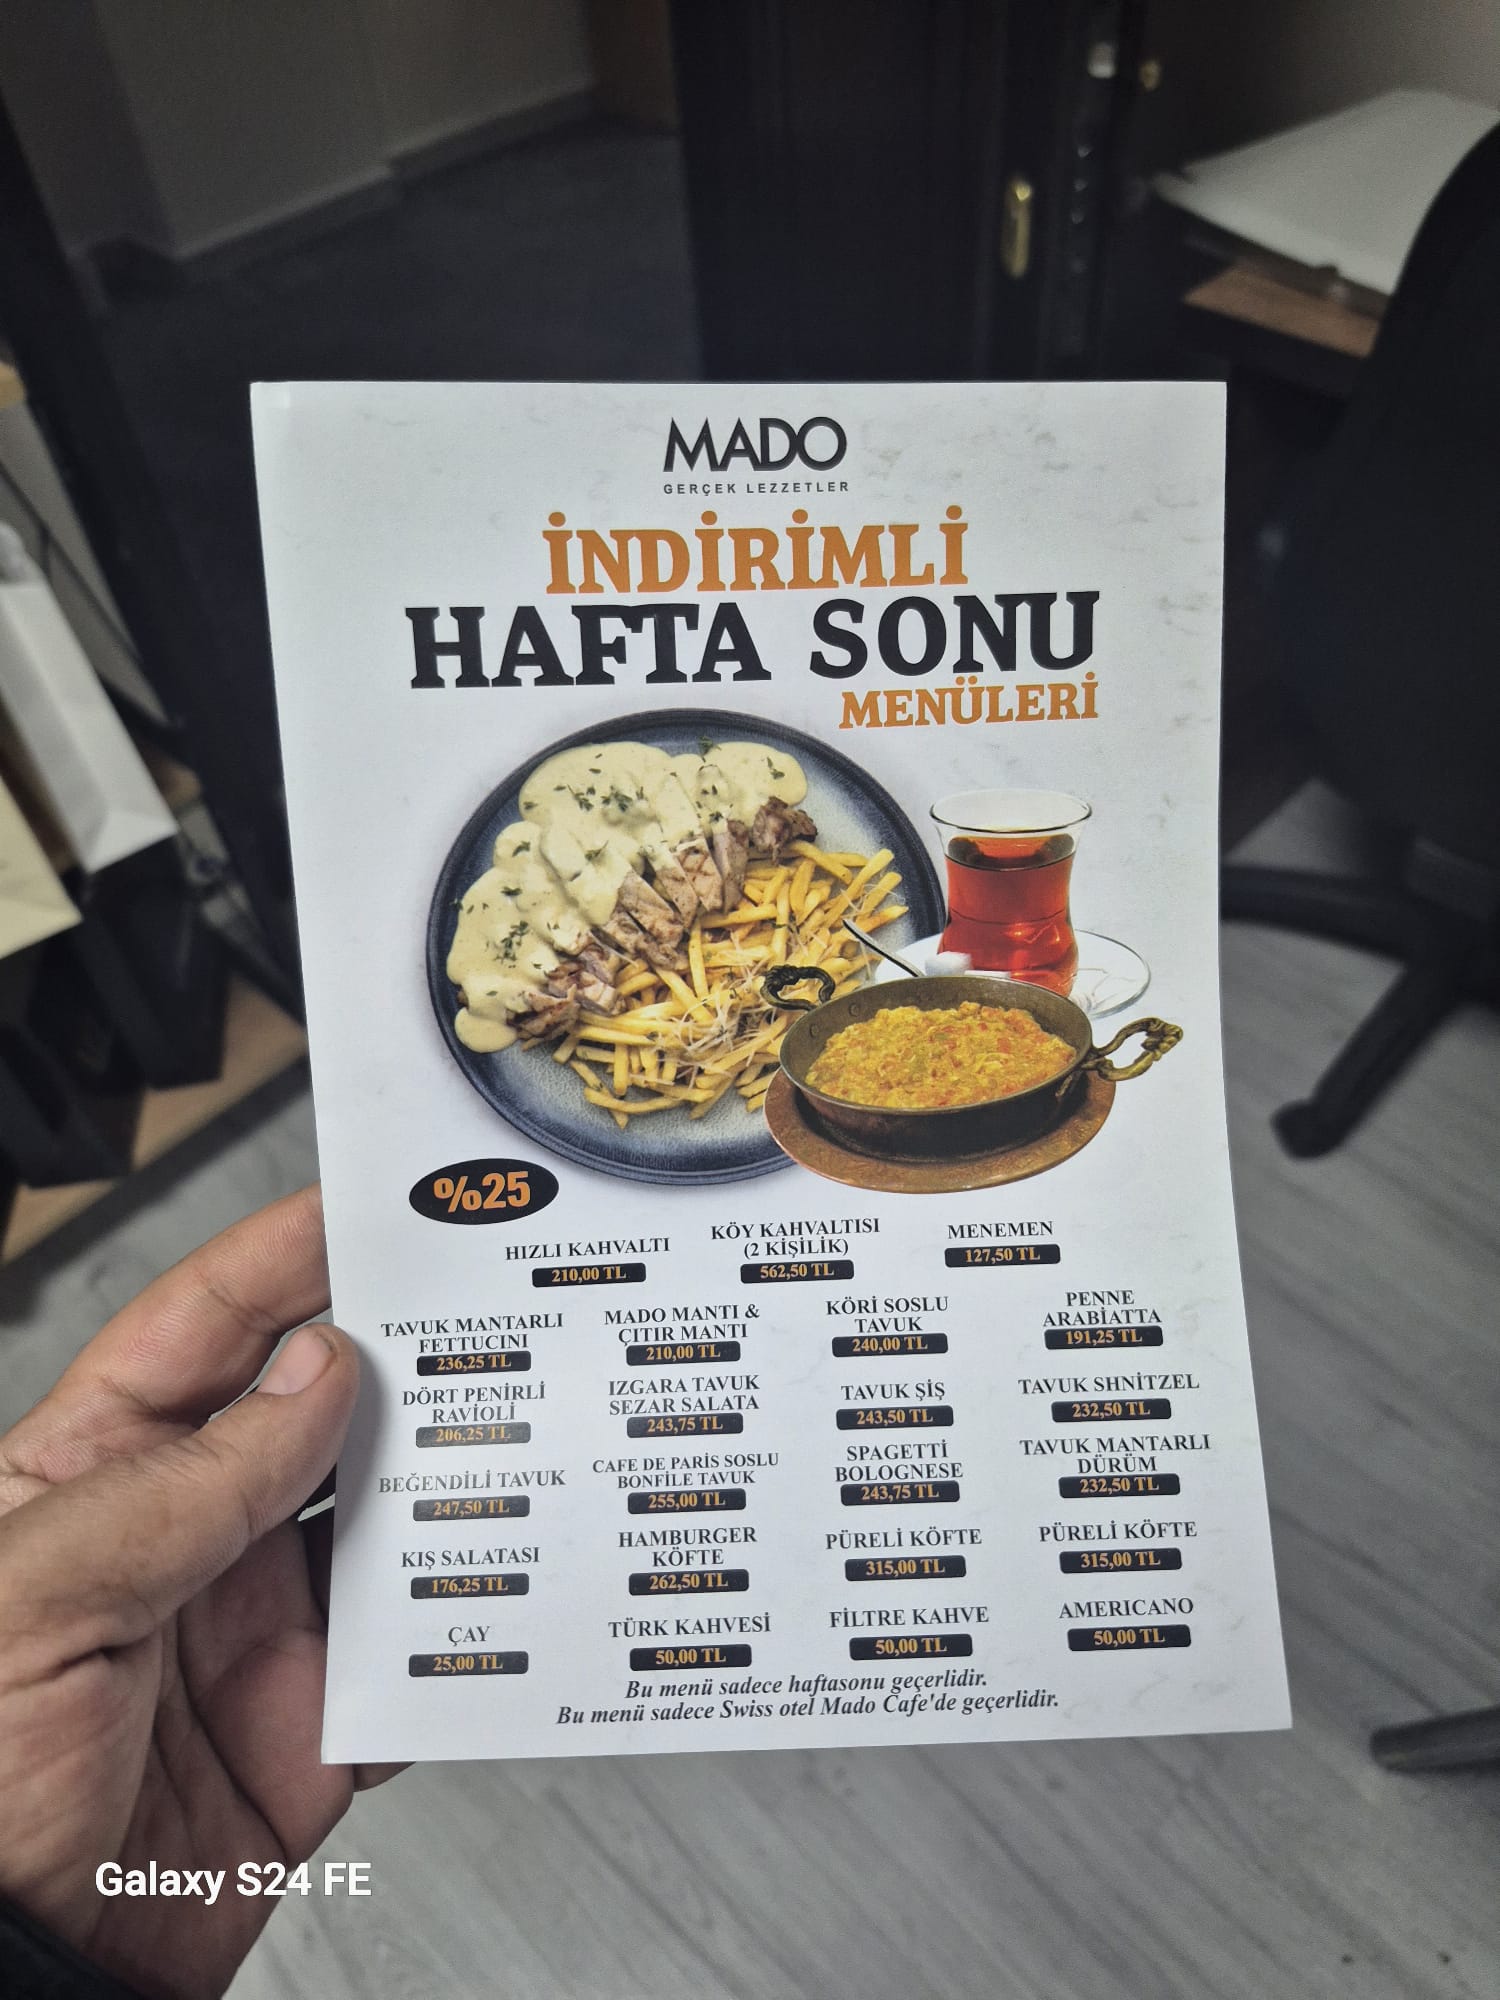 MADO
GERÇEK LEZZETLER
İNDİRİMLİ
HAFTA SONU
MENÜLERİ
%25
HIZLI KAHVALTI
210,00 TL
KÖY KAHVALTISI
(2 KİŞİLİK)
562,50 TL
MENEMEN
127,50 TL
TAVUK MANTARLI
FETTUCINI
236,25 TL
MADO MANTI &
ÇITIR MANTI
210,00 TL
KÖRİ SOSLU
TAVUK
240,00 TL
PENNE
ARABİATTA
191,25 TL
DÖRT PENİRLİ
RAVİOLİ
206,25 TL
IZGARA TAVUK
SEZAR SALATA
243,75 TL
TAVUK ŞİŞ
243,50 TL
TAVUK SHNİTZEL
232,50 TL
BEĞENDİLİ TAVUK
247,50 TL
CAFE DE PARİS SOSLU
BONFİLE TAVUK
255,00 TL
SPAGETTİ
BOLOGNESE
243,75 TL
TAVUK MANTARLI
DÜRÜM
232,50 TL
KIŞ SALATASI
176,25 TL
HAMBURGER
KÖFTE
262,50 TL
PÜRELİ KÖFTE
315,00 TL
PÜRELİ KÖFTE
315,00 TL
ÇAY
25,00 TL
TÜRK KAHVESİ
50,00 TL
FİLTRE KAHVE
50,00 TL
AMERICANO
50,00 TL
Bu menü sadece haftasonu geçerlidir.
Bu menü sadece Swiss otel Mado Cafe'de geçerlidir.
Galaxy S24 FE